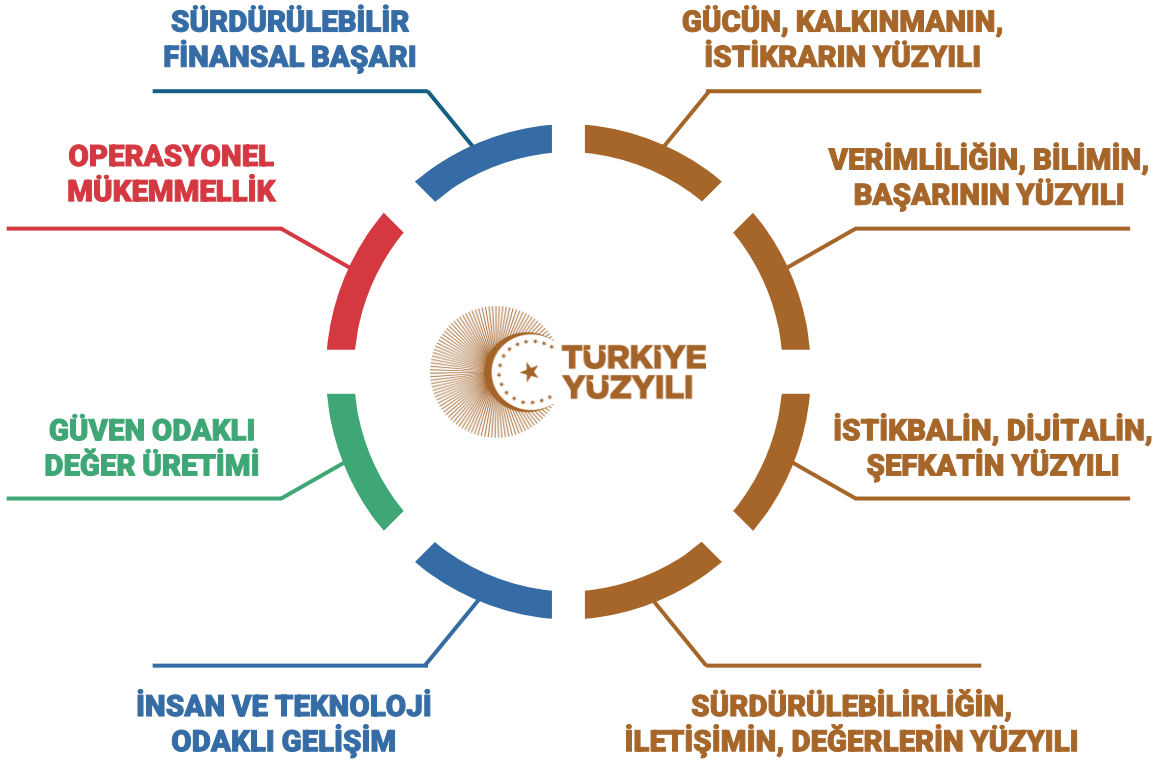 SÜRDÜRÜLEBİLİR
FİNANSAL BAŞARI
GÜCÜN, KALKINMANIN,
İSTİKRARIN YÜZYILI
OPERASYONEL
MÜKEMMELLİK
VERİMLİLİĞİN, BİLİMİN,
BAŞARININ YÜZYILI
TÜRKİYE
YÜZYILI
GÜVEN ODAKLI
DEĞER ÜRETİMİ
İSTİKBALİN, DİJİTALİN,
ŞEFKATİN YÜZYILI
İNSAN VE TEKNOLOJİ
ODAKLI GELİŞİM
SÜRDÜRÜLEBİLİRLİĞİN,
İLETİŞİMİN, DEĞERLERİN YÜZYILI